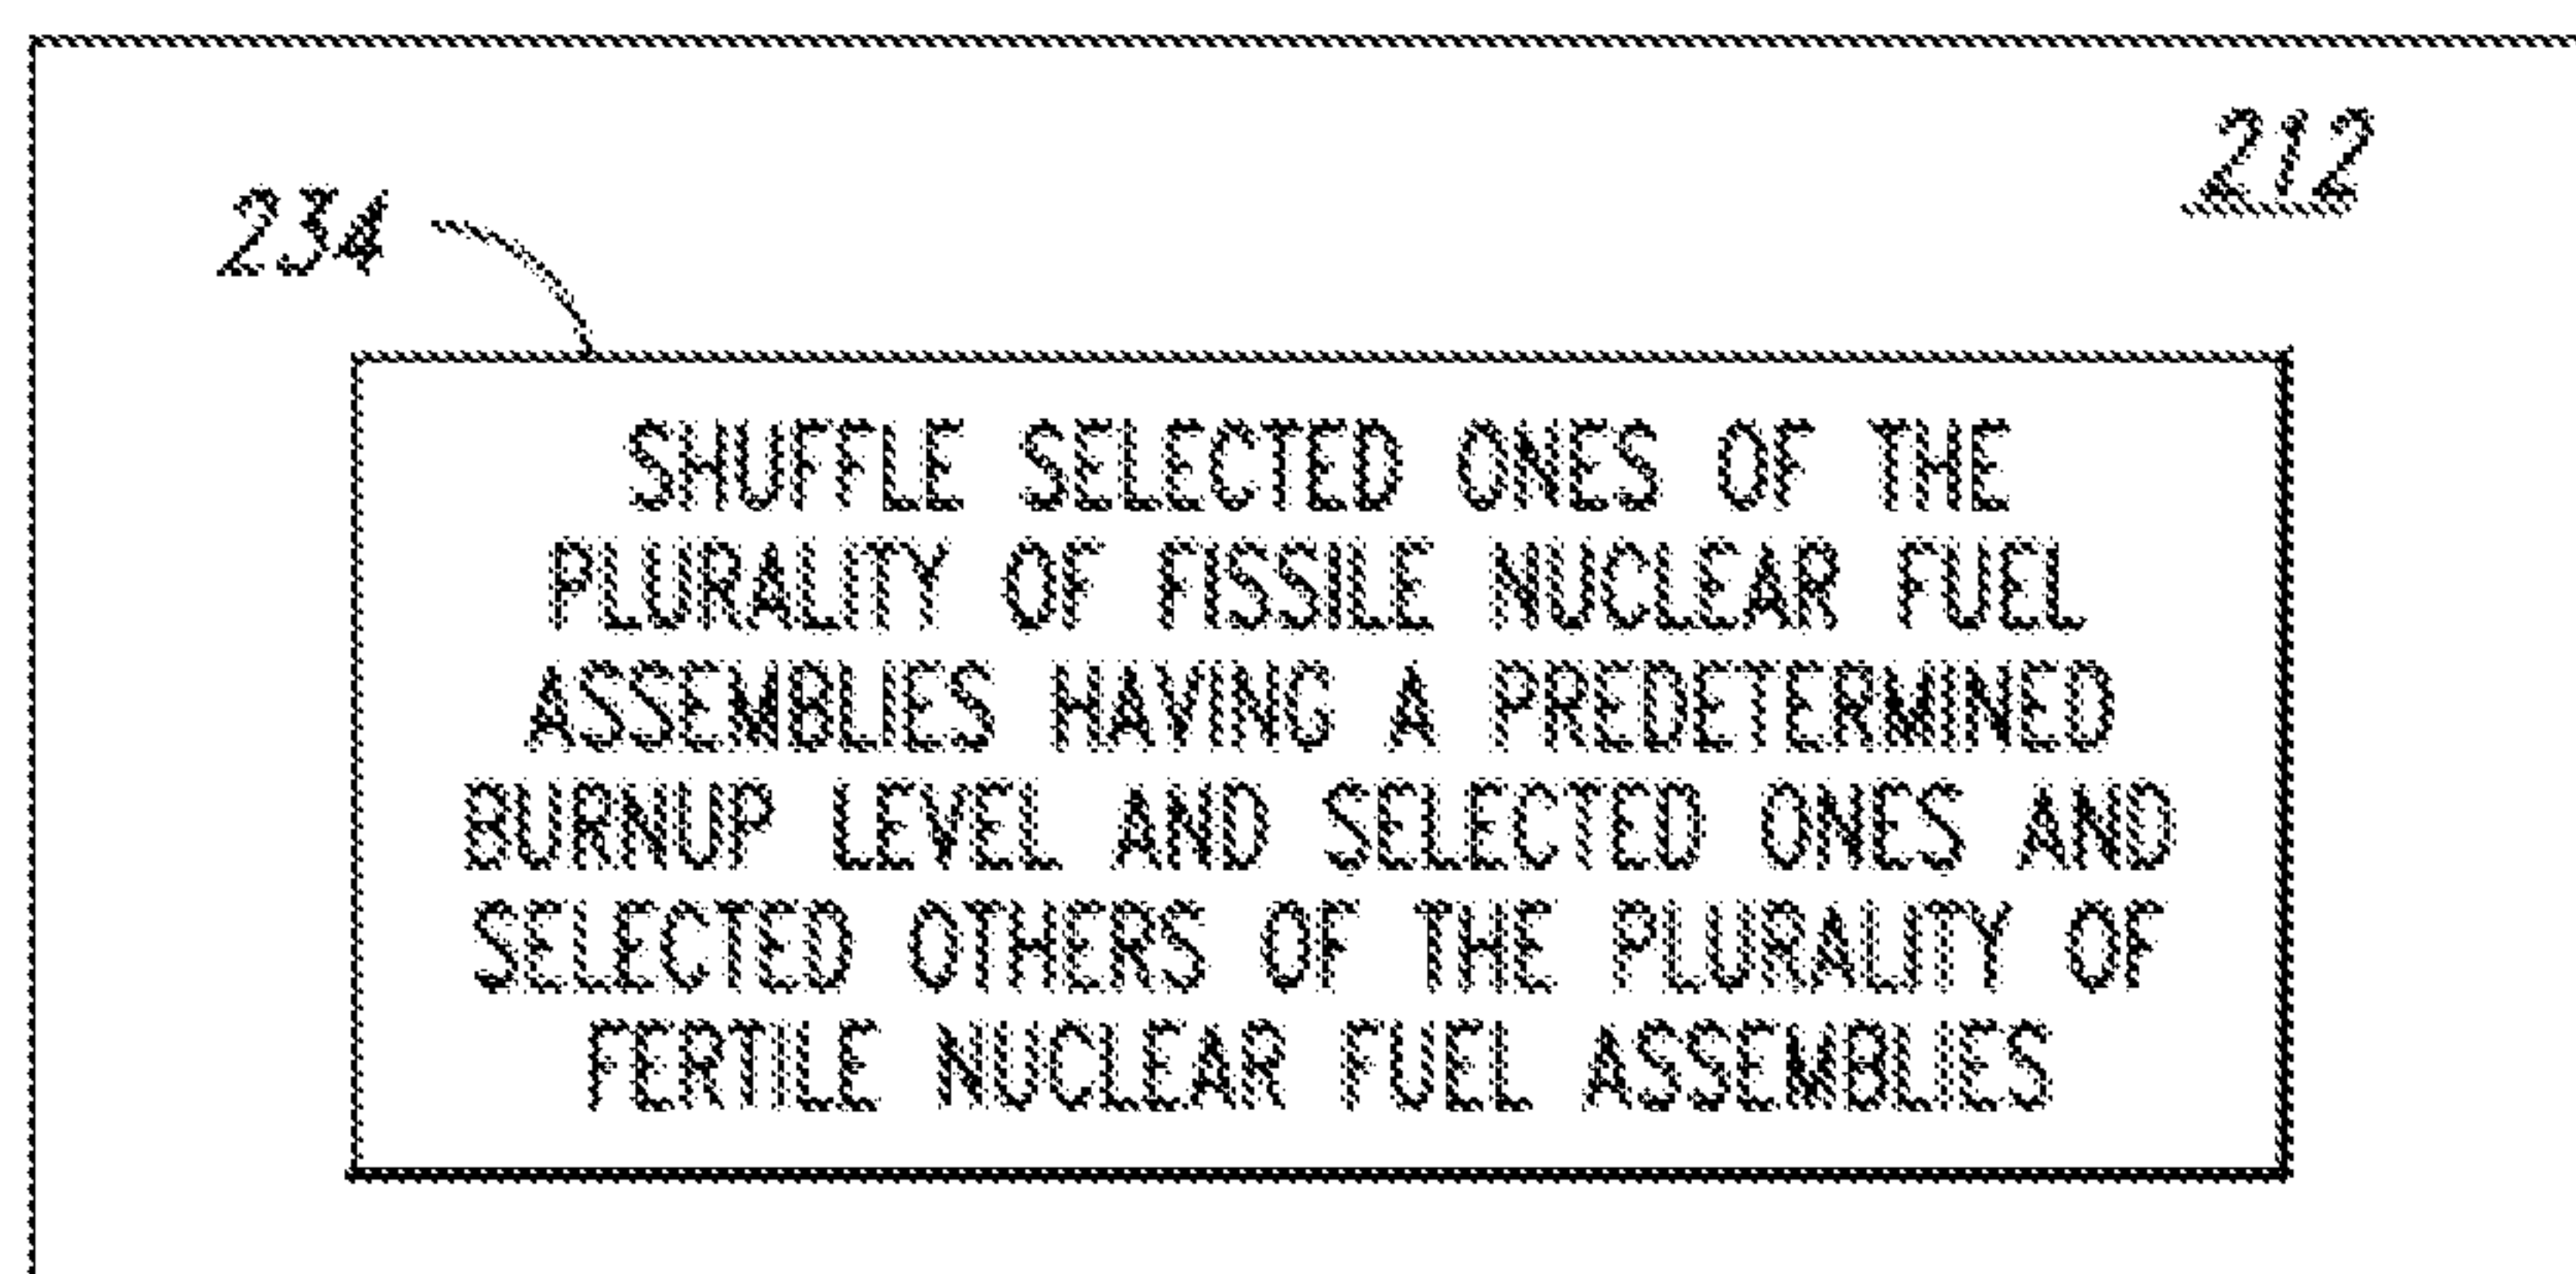 212
234
SHUFFLE SELECTED ONES OF THE
PLURALITY OF FISSILE NUCLEAR FUEL
ASSEMBLIES HAVING A PREDETERMINED
BURNUP LEVEL AND SELECTED ONES AND
SELECTED OTHERS OF THE PLURALITY OF
FERTILE NUCLEAR FUEL ASSEMBLIES